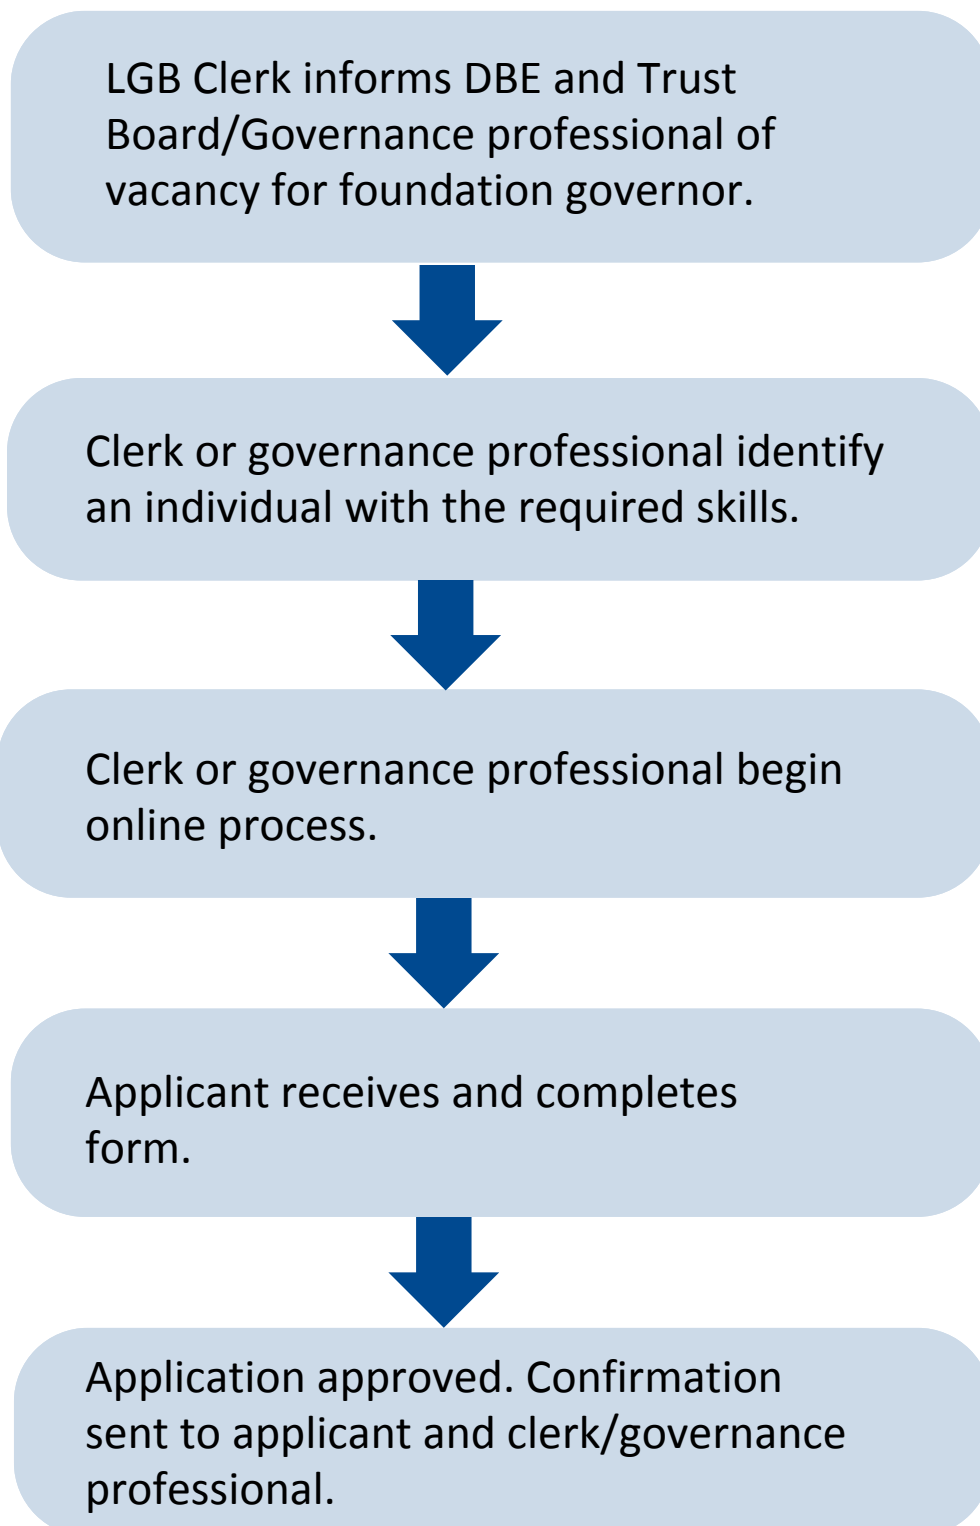 LGB Clerk informs DBE and Trust
Board/Governance professional of
vacancy for foundation governor.
Clerk or governance professional identify
an individual with the required skills.
Clerk or governance professional begin
online process.
Applicant receives and completes
form.
Application approved. Confirmation
sent to applicant and clerk/governance
professional.